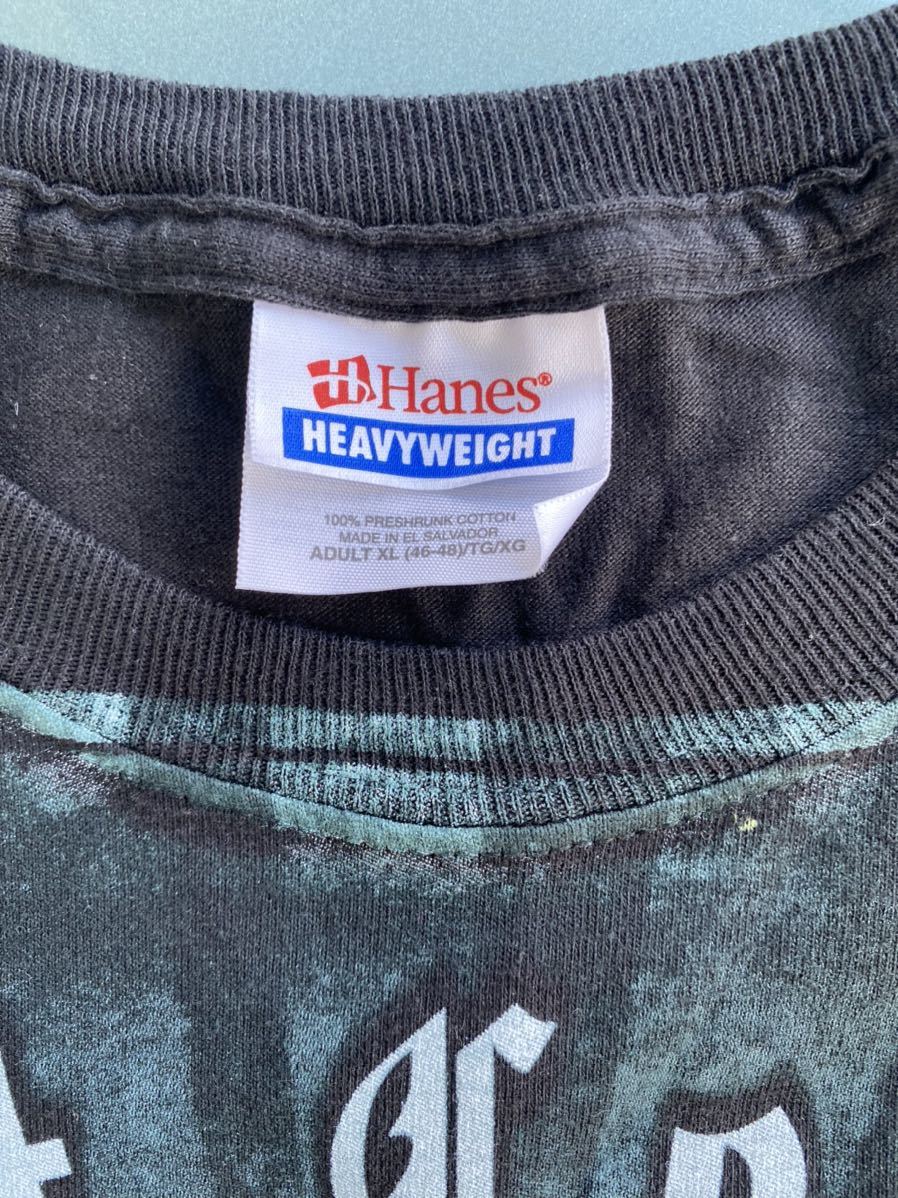 Hanes®
HEAVYWEIGHT
100% PRESHRUNK COTTON
MADE IN EL SALVADOR
ADULT XL (46-48)/TG/XG